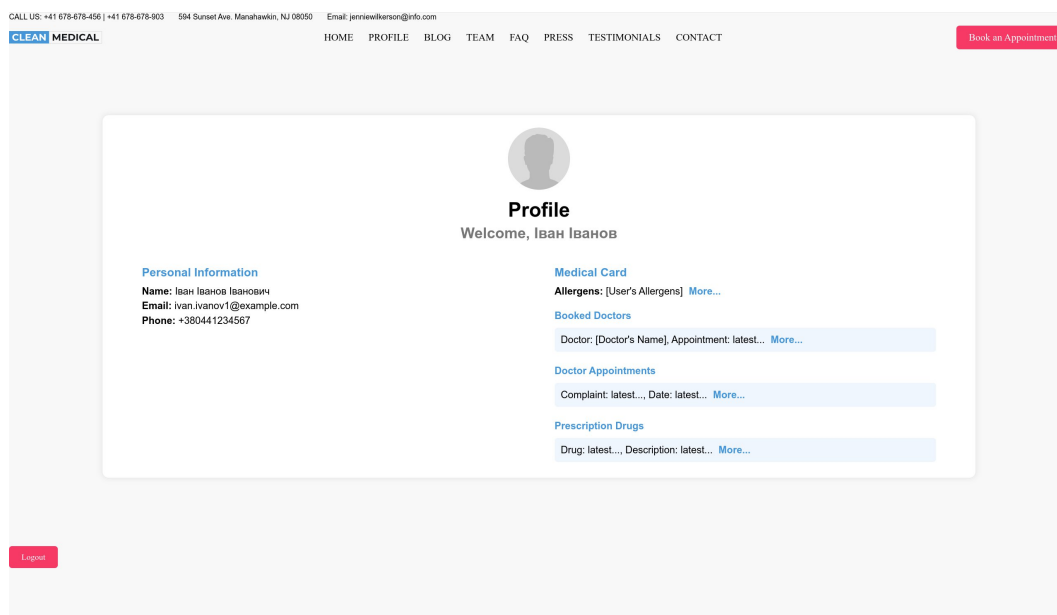 CALL US: +41 678-678-456 | +41 678-678-903 594 Sunset Ave. Manahawkin, NJ 08050 Email: jenniewilkerson@info.com
CLEAN MEDICAL HOME PROFILE BLOG TEAM FAQ PRESS TESTIMONIALS CONTACT Book an Appointment
Profile
Welcome, Іван Іванов
Personal Information
Name: Іван Іванов Іванович
Email: ivan.ivanov1@example.com
Phone: +380441234567
Medical Card
Allergens: [User's Allergens] More...
Booked Doctors
Doctor: [Doctor's Name], Appointment: latest... More...
Doctor Appointments
Complaint: latest..., Date: latest... More...
Prescription Drugs
Drug: latest..., Description: latest... More...
Logout